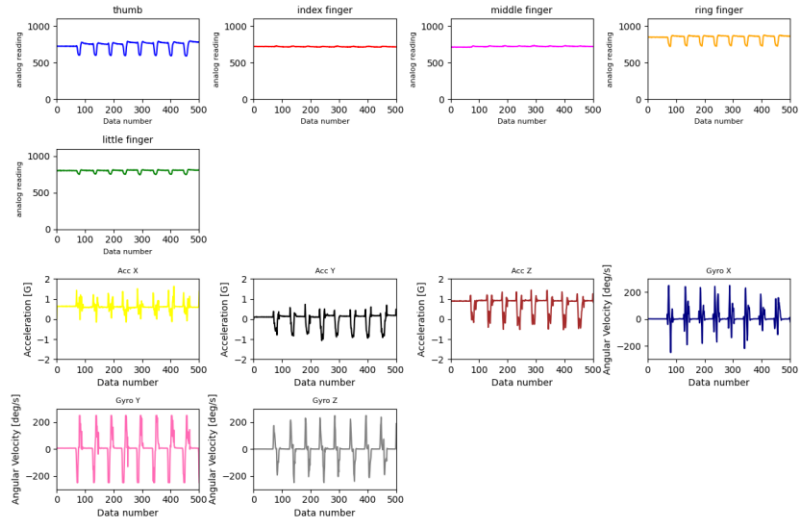 thumb
index finger
middle finger
ring finger
1000
500
0
analog reading
0 100 200 300 400 500
Data number
1000
500
0
analog reading
0 100 200 300 400 500
Data number
1000
500
0
analog reading
0 100 200 300 400 500
Data number
1000
500
0
analog reading
0 100 200 300 400 500
Data number
little finger
1000
500
0
analog reading
0 100 200 300 400 500
Data number
Acc X
Acc Y
Acc Z
Gyro X
2
1
0
−1
−2
Acceleration [G]
0 100 200 300 400 500
Data number
2
1
0
−1
−2
Acceleration [G]
0 100 200 300 400 500
Data number
2
1
0
−1
−2
Acceleration [G]
0 100 200 300 400 500
Data number
200
0
−200
Angular Velocity [deg/s]
0 100 200 300 400 500
Data number
Gyro Y
Gyro Z
200
0
−200
Angular Velocity [deg/s]
0 100 200 300 400 500
Data number
200
0
−200
Angular Velocity [deg/s]
0 100 200 300 400 500
Data number